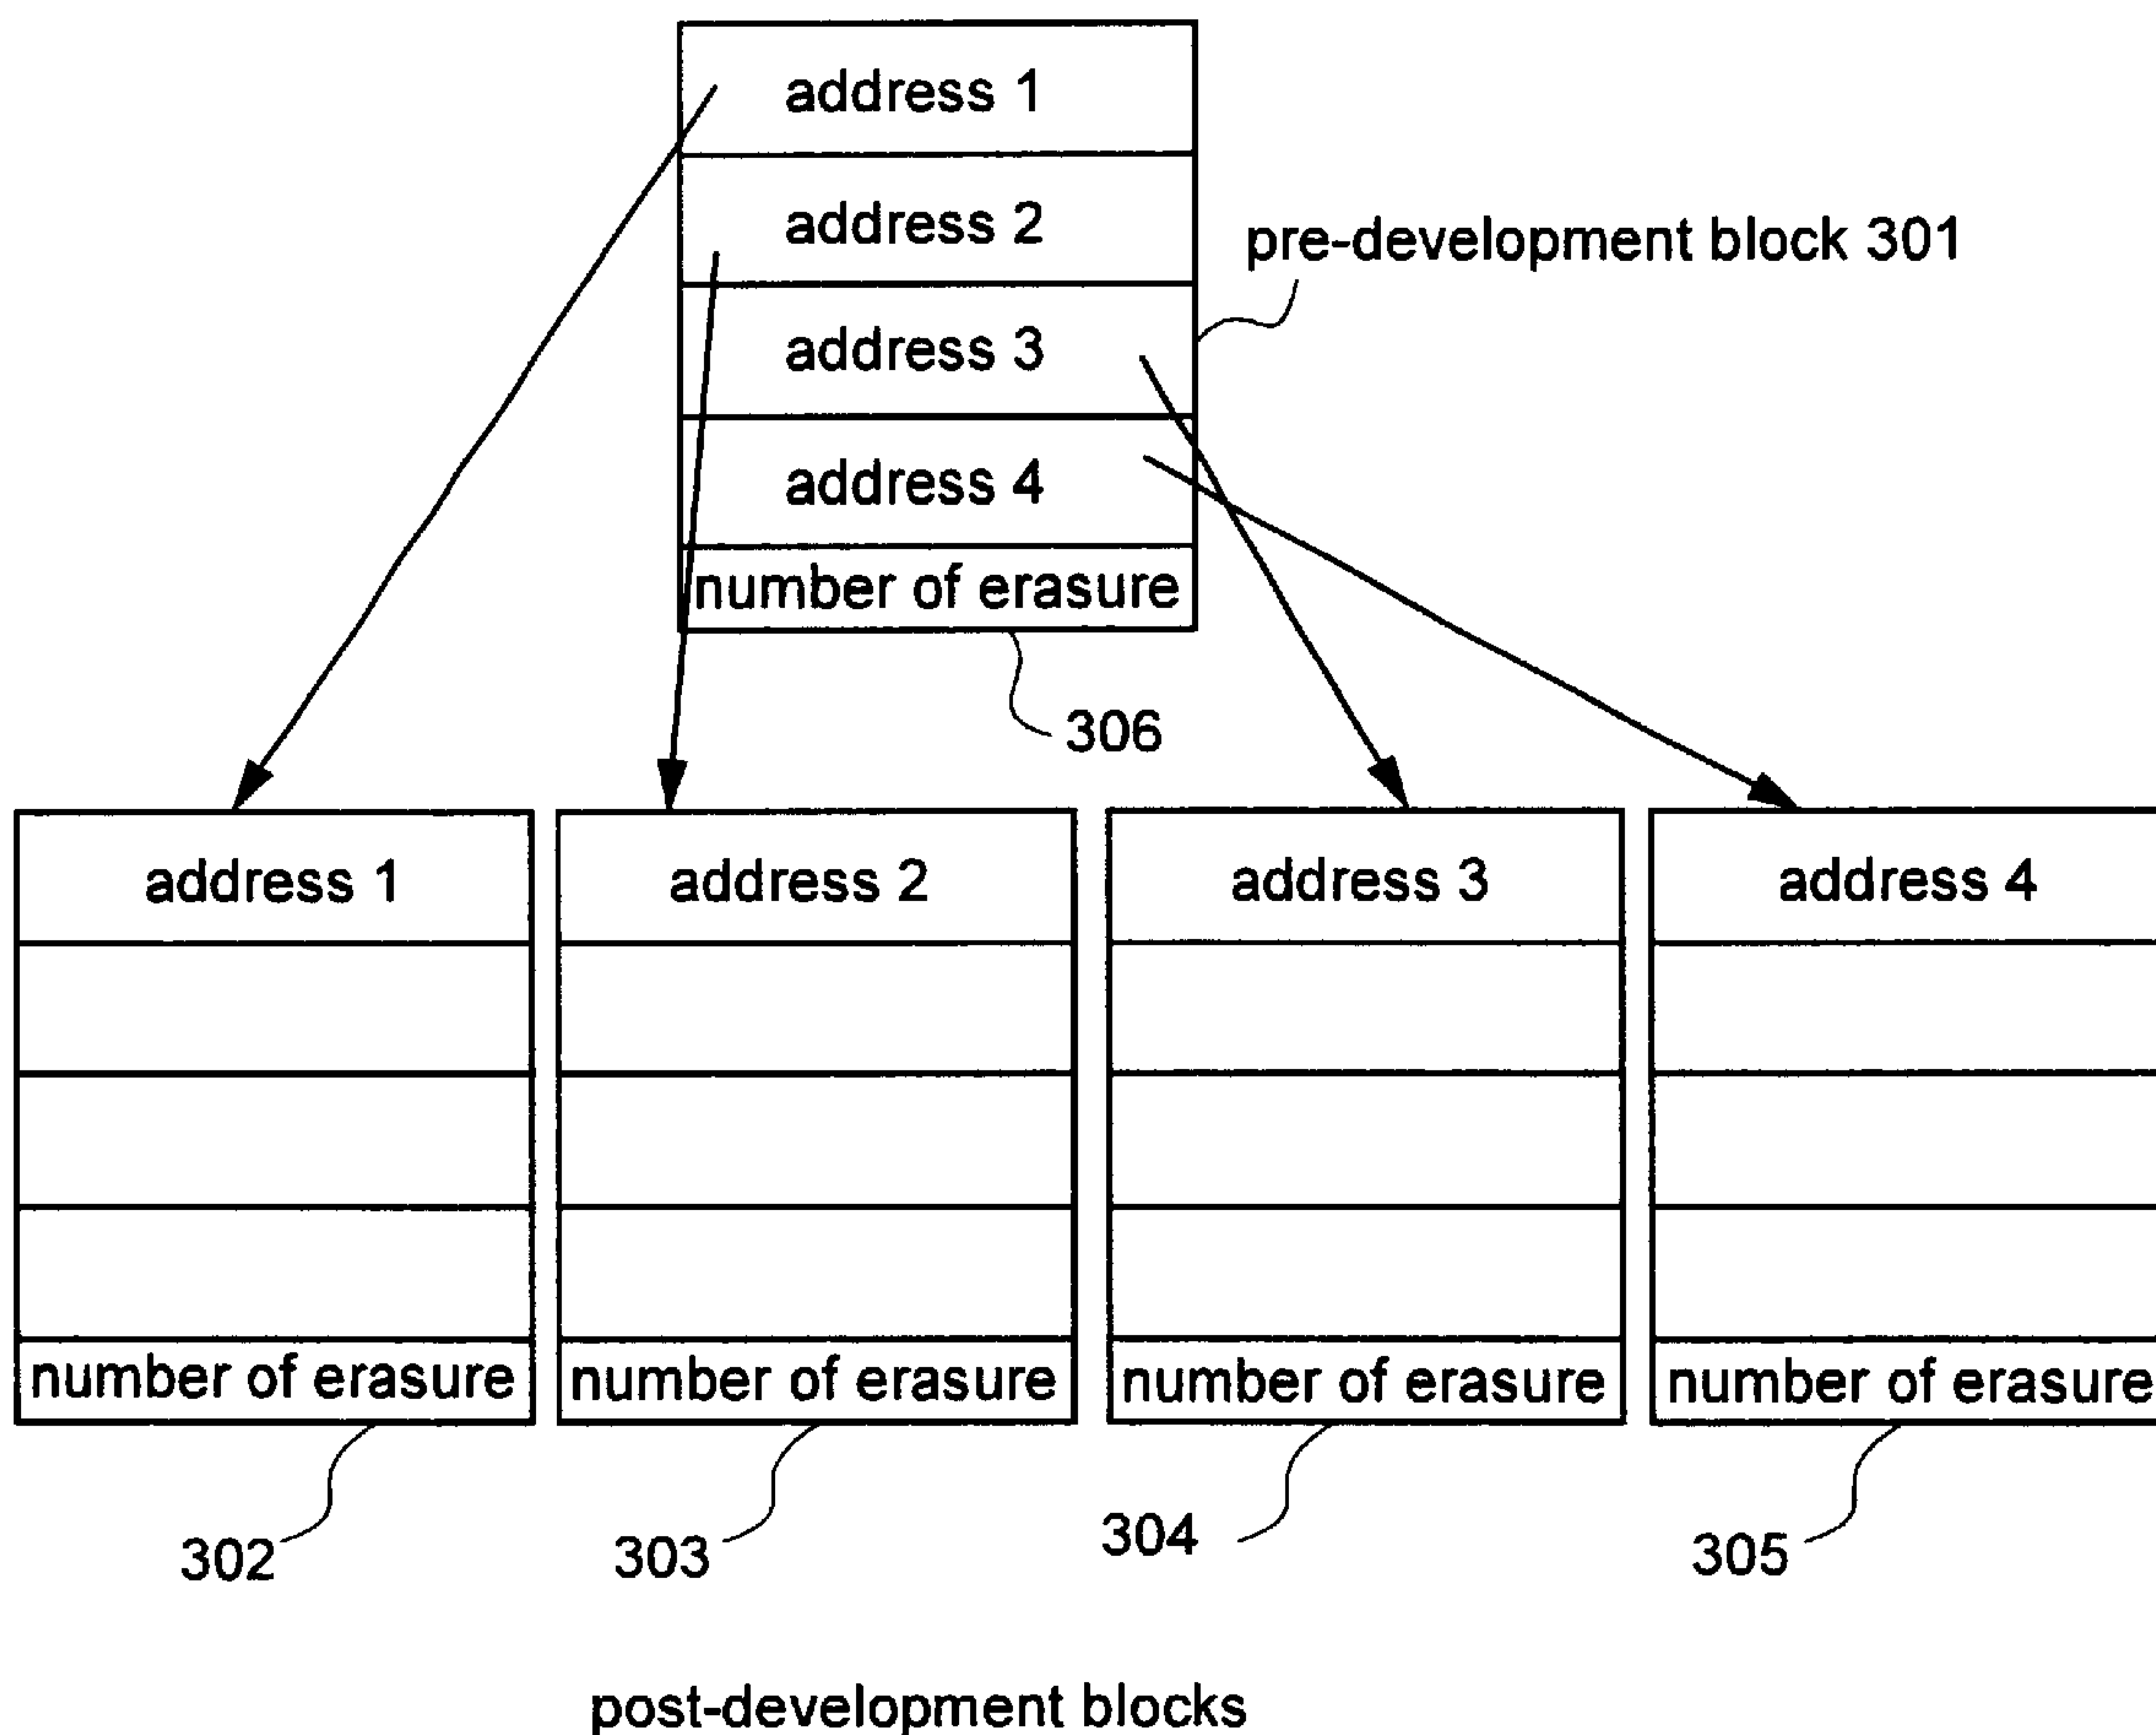 address 1
address 2
pre-development block 301
address 3
address 4
number of erasure
306
address 1
address 2
address 3
address 4
number of erasure
number of erasure
number of erasure
number of erasure
302
303
304
305
post-development blocks